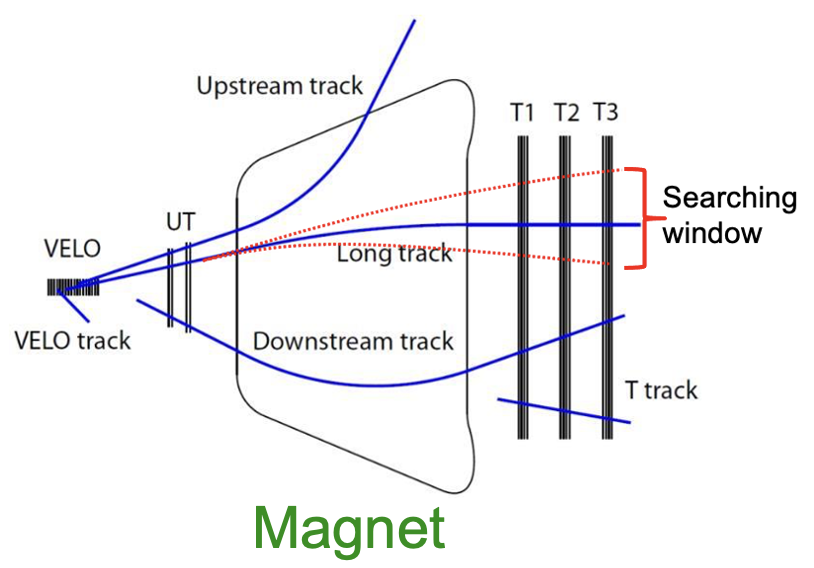 Upstream track
T1 T2 T3
Searching
window
UT
VELO
Long track
VELO track
Downstream track
T track
Magnet